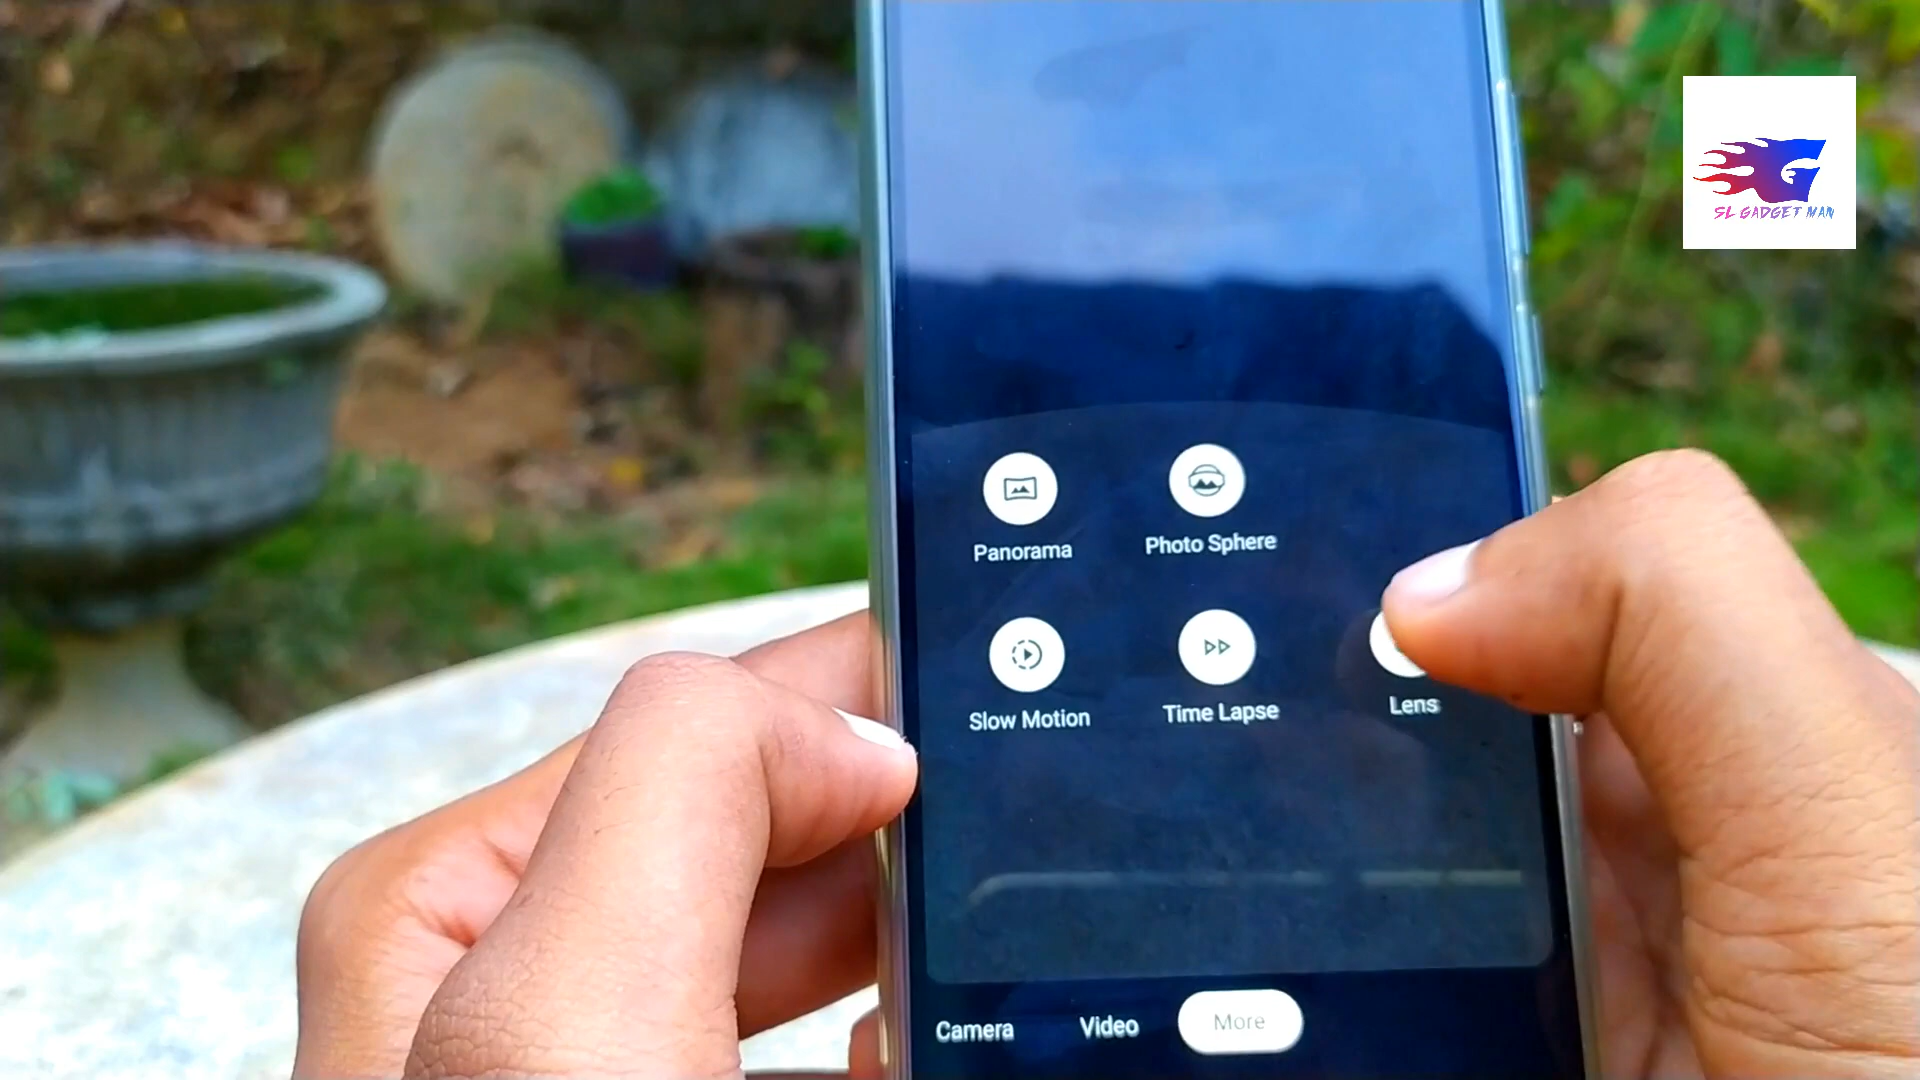 SL GADGET MAN
Panorama
Photo Sphere
Slow Motion
Time Lapse
Lens
Camera
Video
More